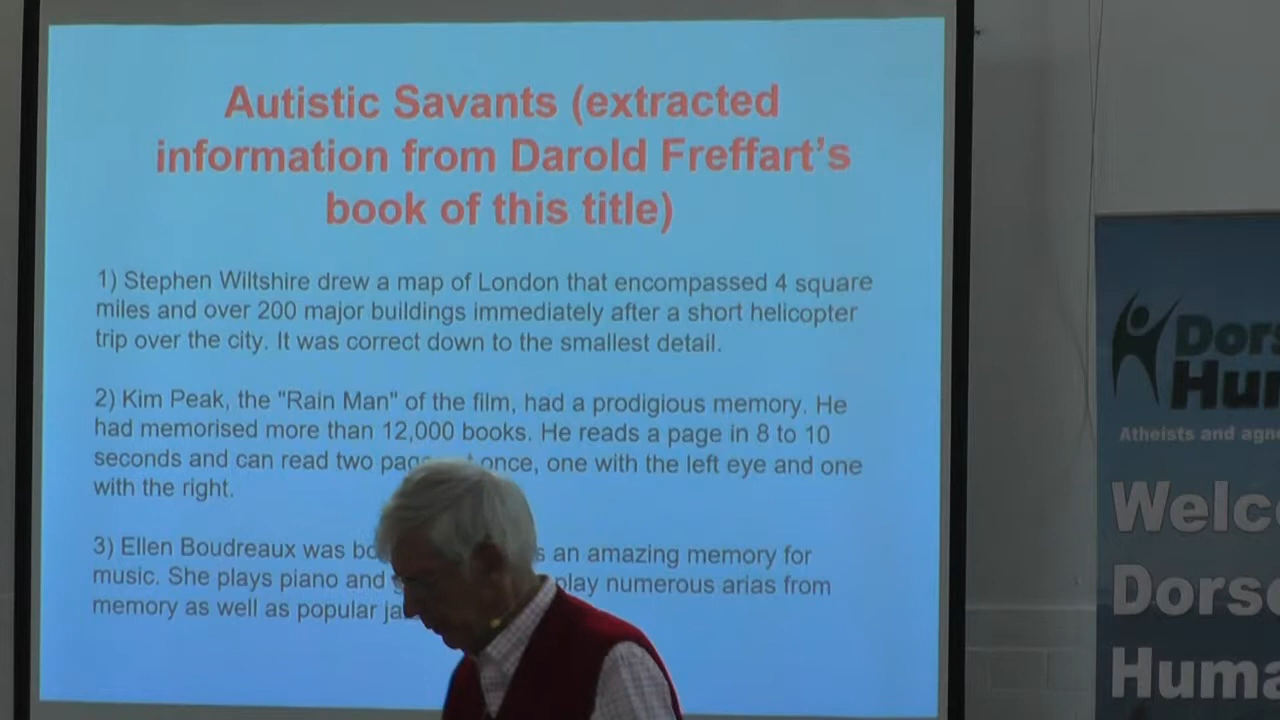 Autistic Savants (extracted
information from Darold Freffart's
book of this title)
1) Stephen Wiltshire drew a map of London that encompassed 4 square
miles and over 200 major buildings immediately after a short helicopter
trip over the city. It was correct down to the smallest detail.
2) Kim Peak, the "Rain Man" of the film, had a prodigious memory. He
had memorised more than 12,000 books. He reads a page in 8 to 10
seconds and can read two once, one with the left eye and one
with the right.
3) Ellen Boudreaux was an amazing memory for
music. She plays piano and play numerous arias from
memory as well as popular
Dors
Hu
Atheists and agn
Welc
Dors
Huma